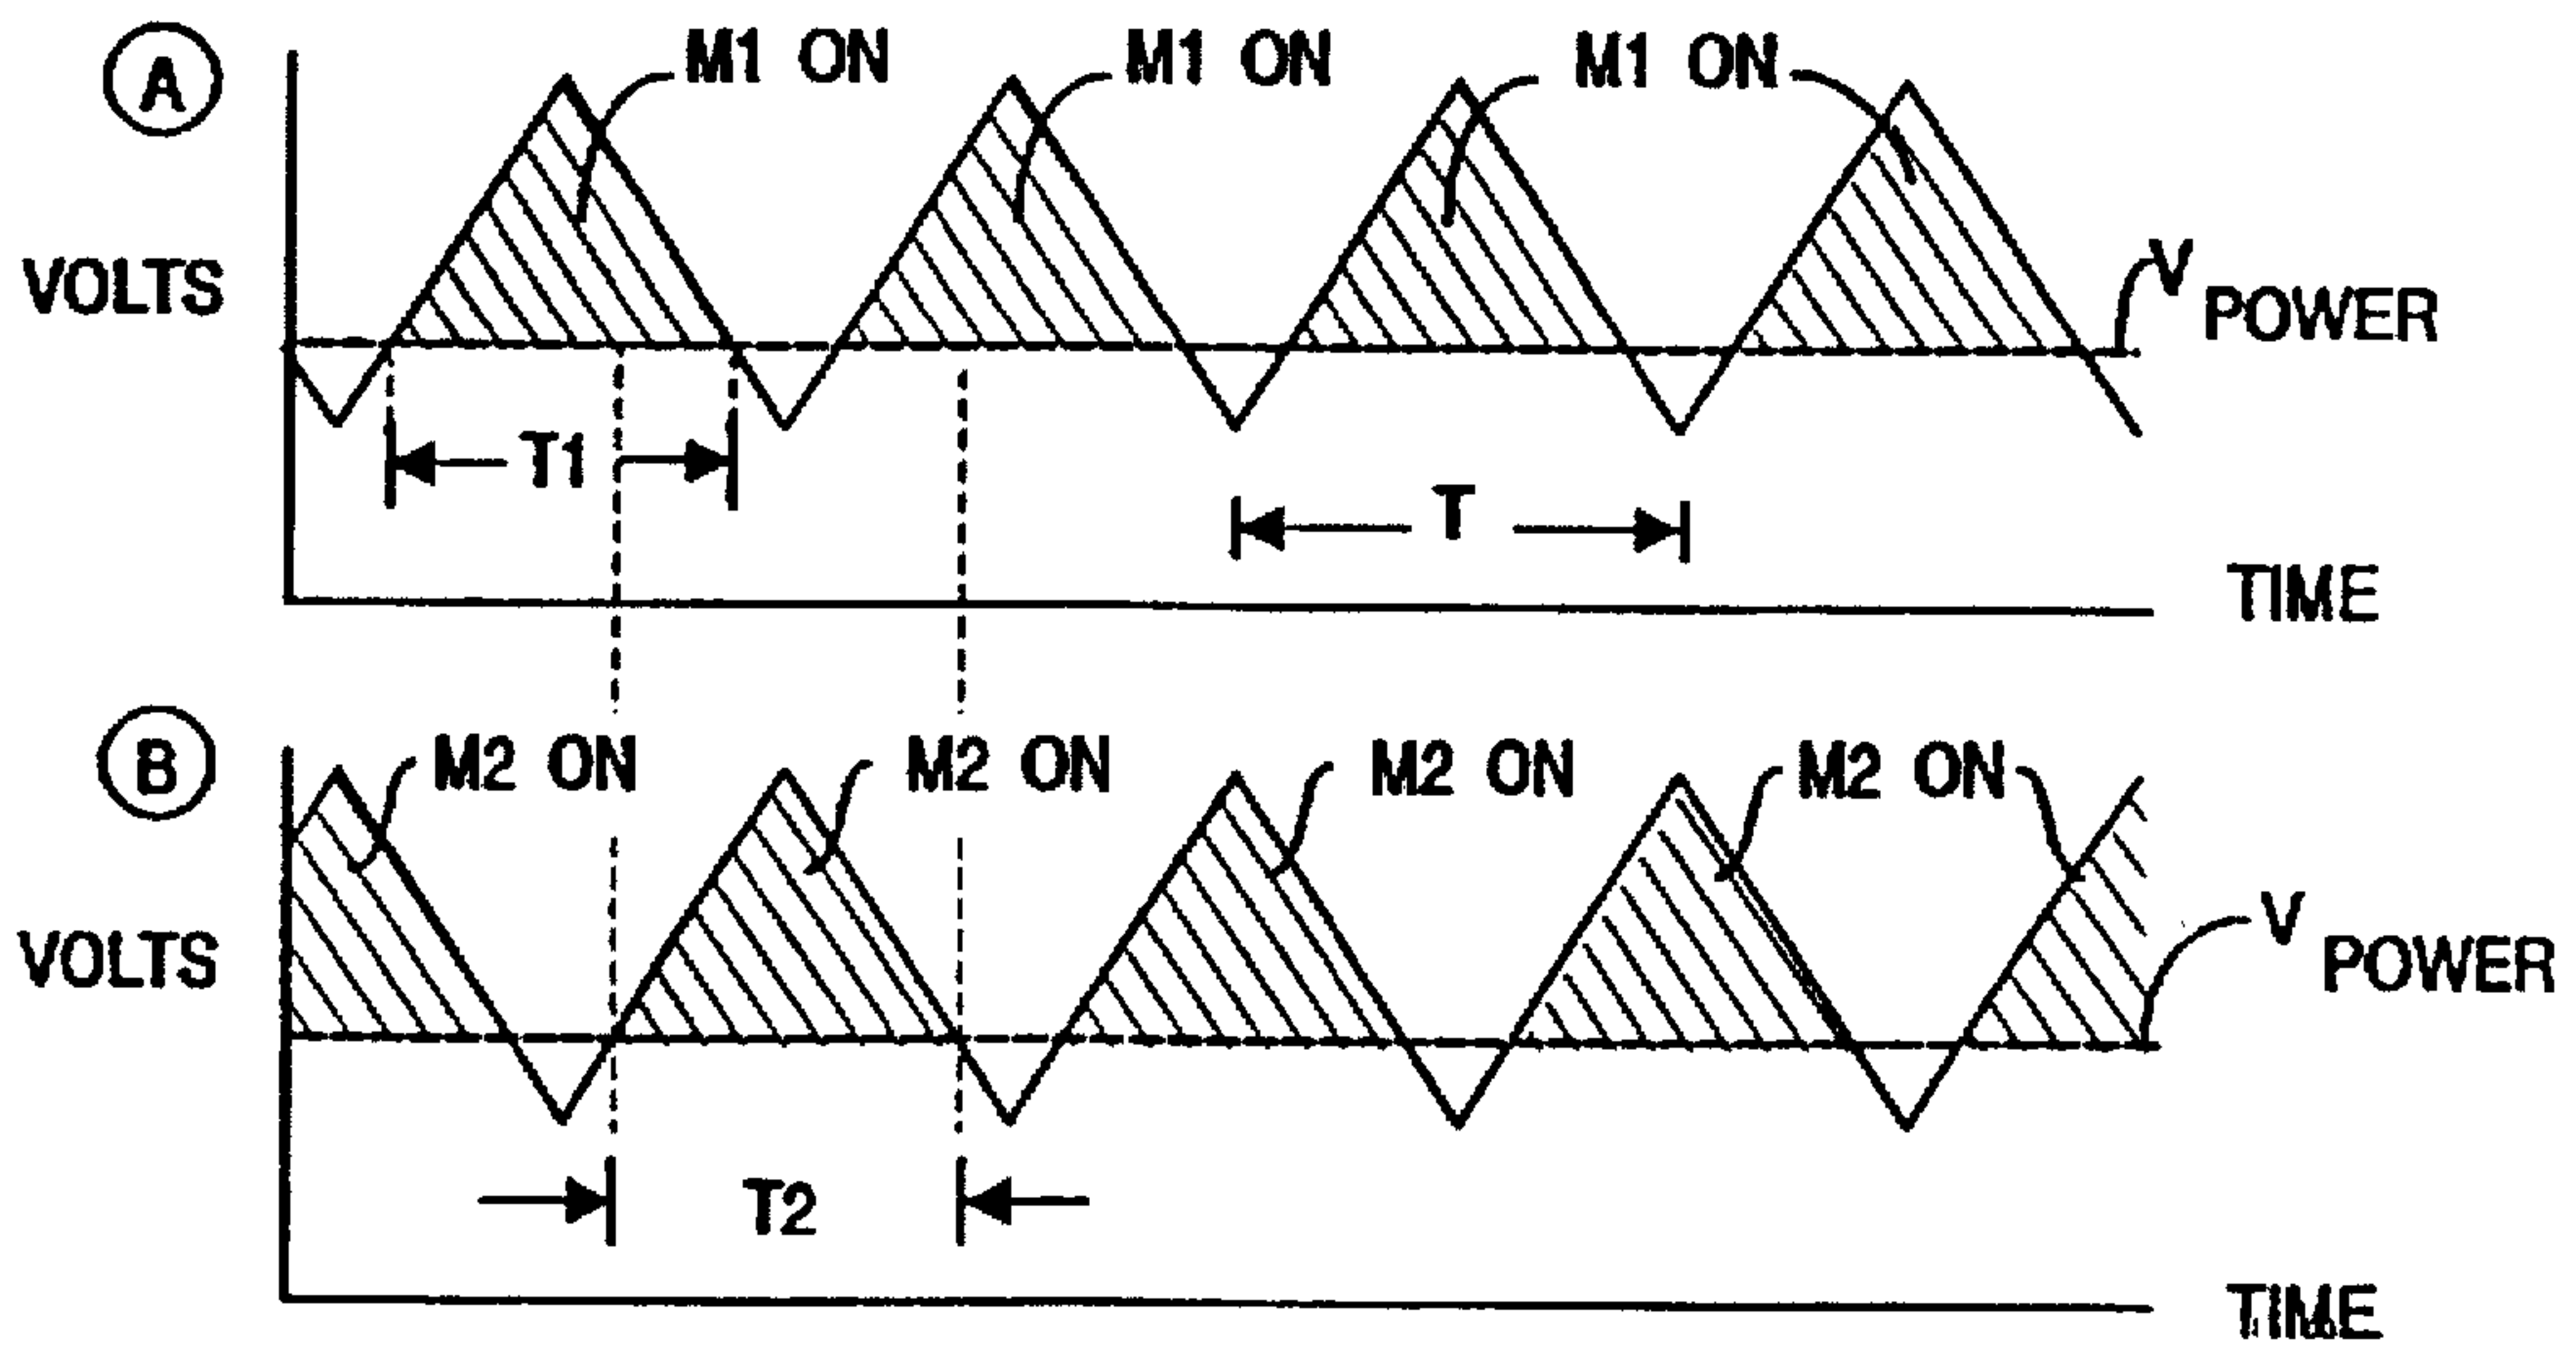 A
M1 ON
M1 ON
M1 ON
VOLTS
V POWER
T1
T
TIME
B
M2 ON
M2 ON
M2 ON
M2 ON
VOLTS
V POWER
T2
TIME